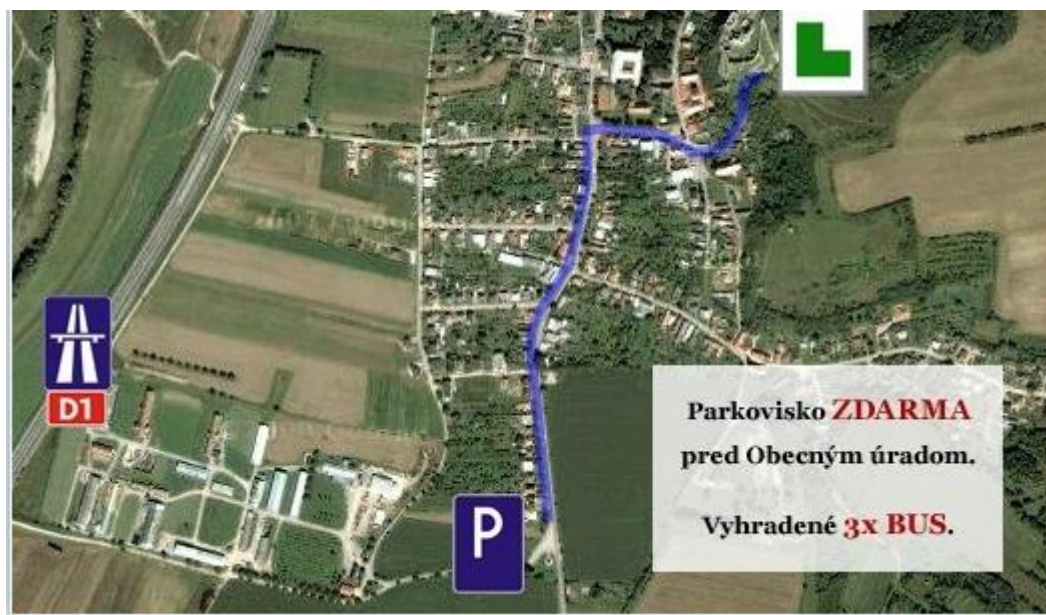 D1
P
Parkovisko ZDARMA
pred Obecným úradom.
Vyhradené 3x BUS.